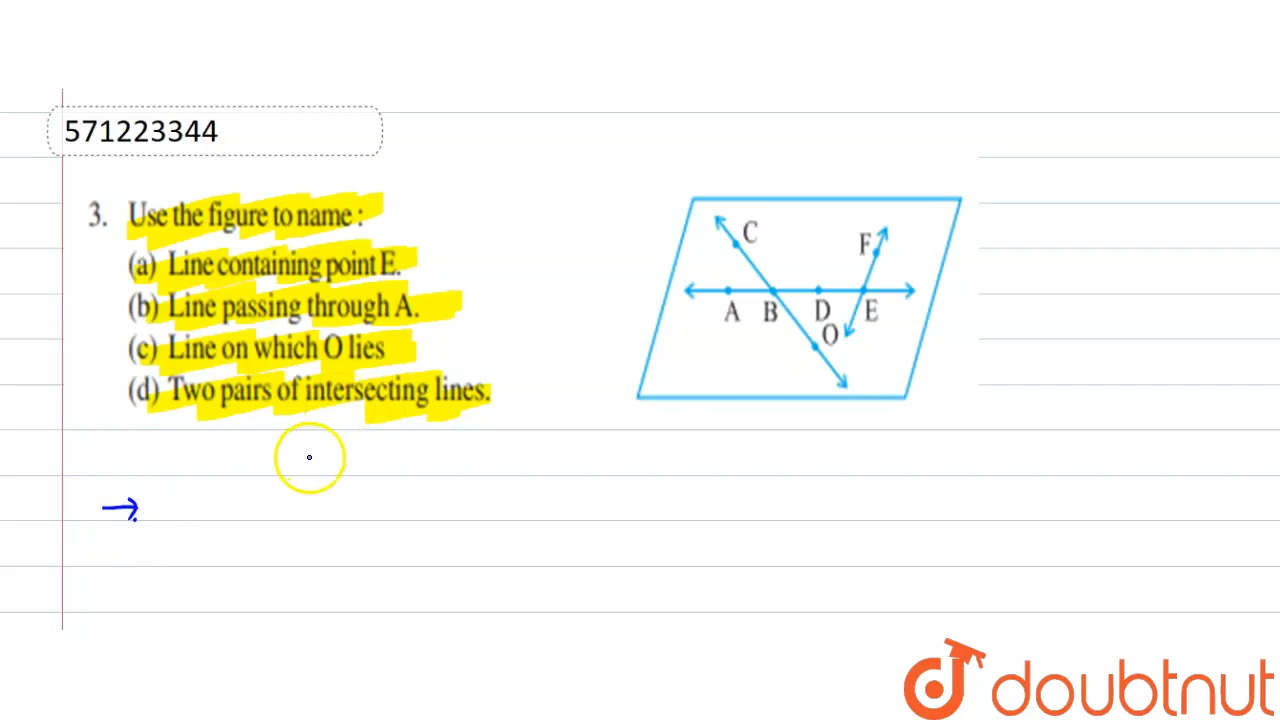 571223344
3. Use the figure to name :
(a) Line containing point E.
(b) Line passing through A.
(c) Line on which O lies
(d) Two pairs of intersecting lines.
C
F
A B D E
O
doubtnut